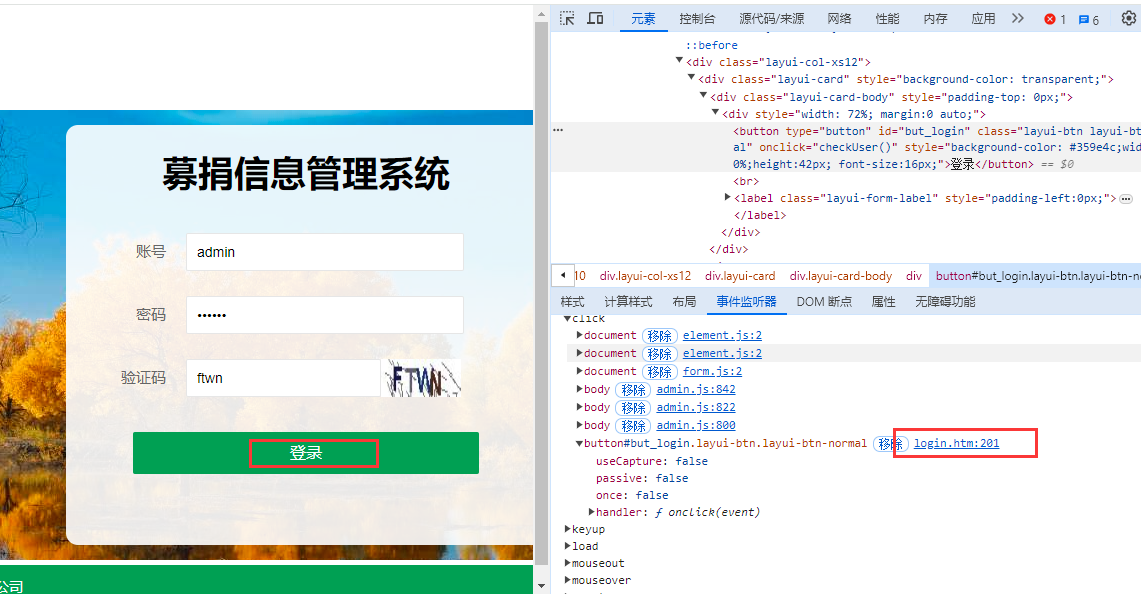 募捐信息管理系统
账号
admin
密码
••••••
验证码
ftwn
FTWN
登录
公司
元素 控制台 源代码/来源 网络 性能 内存 应用 1 6
::before
<div class="layui-col-xs12">
<div class="layui-card" style="background-color: transparent;">
<div class="layui-card-body" style="padding-top: 0px;">
<div style="width: 72%; margin:0 auto;">
<button type="button" id="but_login" class="layui-btn layui-bt
al" onclick="checkUser()" style="background-color: #359e4c;wid
0%;height:42px; font-size:16px;">登录</button> == $0
<br>
<label class="layui-form-label" style="padding-left:0px;">
</label>
</div>
</div>
10 div.layui-col-xs12 div.layui-card div.layui-card-body div button#but_login.layui-btn.layui-btn-n
样式 计算样式 布局 事件监听器 DOM 断点 属性 无障碍功能
click
document 移除 element.js:2
document 移除 element.js:2
document 移除 form.js:2
body 移除 admin.js:842
body 移除 admin.js:822
body 移除 admin.js:800
button#but_login.layui-btn.layui-btn-normal 移除 login.htm:201
useCapture: false
passive: false
once: false
handler: ƒ onclick(event)
keyup
load
mouseout
mouseover